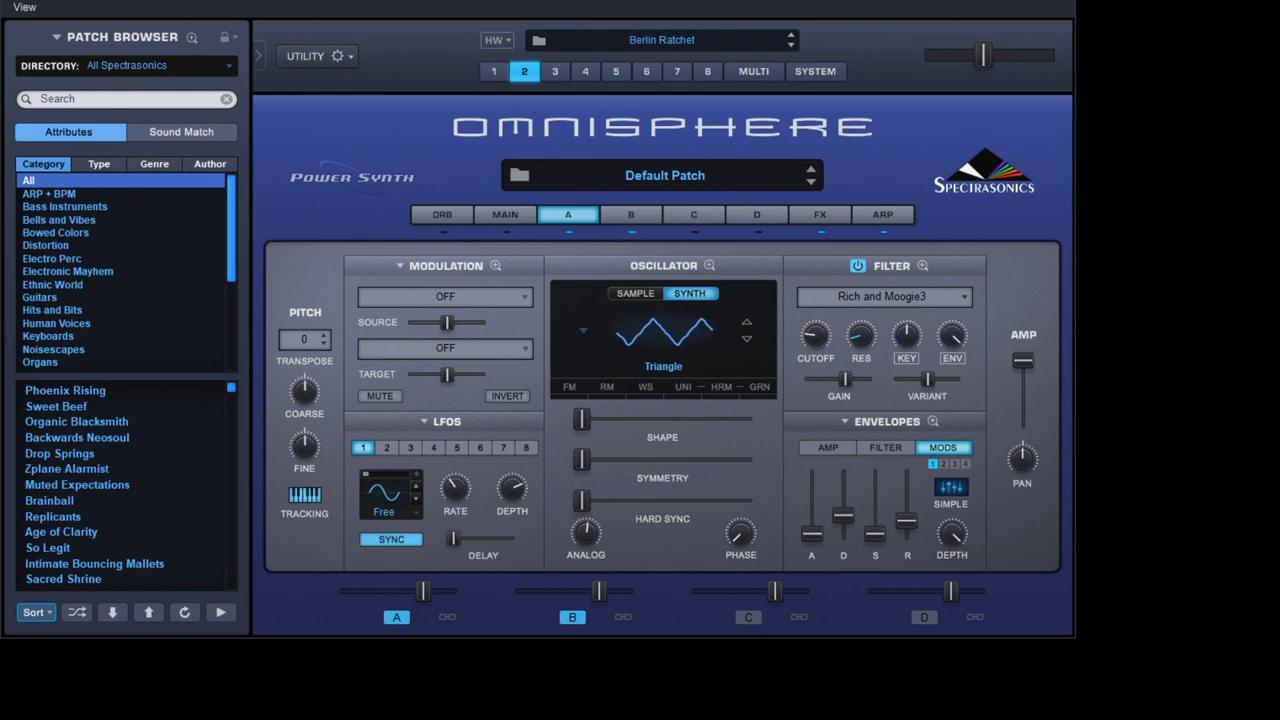 View
PATCH BROWSER
DIRECTORY: All Spectrasonics
Search
Attributes Sound Match
Category Type Genre Author
All
ARP + BPM
Bass Instruments
Bells and Vibes
Bowed Colors
Distortion
Electro Perc
Electronic Mayhem
Ethnic World
Guitars
Hits and Bits
Human Voices
Keyboards
Noisescapes
Organs
Phoenix Rising
Sweet Beef
Organic Blacksmith
Backwards Neosoul
Drop Springs
Zplane Alarmist
Muted Expectations
Brainball
Replicants
Age of Clarity
So Legit
Intimate Bouncing Mallets
Sacred Shrine
Sort
UTILITY
HW
Berlin Ratchet
1 2 3 4 5 6 7 8 MULTI SYSTEM
OMNISPHERE
POWER SYNTH
Default Patch
SPECTRASONICS
ORB MAIN A B C D FX ARP
PITCH
0
TRANSPOSE
COARSE
FINE
TRACKING
MODULATION
OFF
SOURCE
OFF
TARGET
MUTE INVERT
LFOS
1 2 3 4 5 6 7 8
Free
RATE DEPTH
SYNC
DELAY
OSCILLATOR
SAMPLE SYNTH
Triangle
FM RM WS UNI HRM GRN
SHAPE
SYMMETRY
HARD SYNC
ANALOG PHASE
FILTER
Rich and Moogie3
CUTOFF RES KEY ENV
GAIN VARIANT
ENVELOPES
AMP FILTER MODS
1 2 3 4
SIMPLE
A D S R DEPTH
AMP
PAN
A B C D